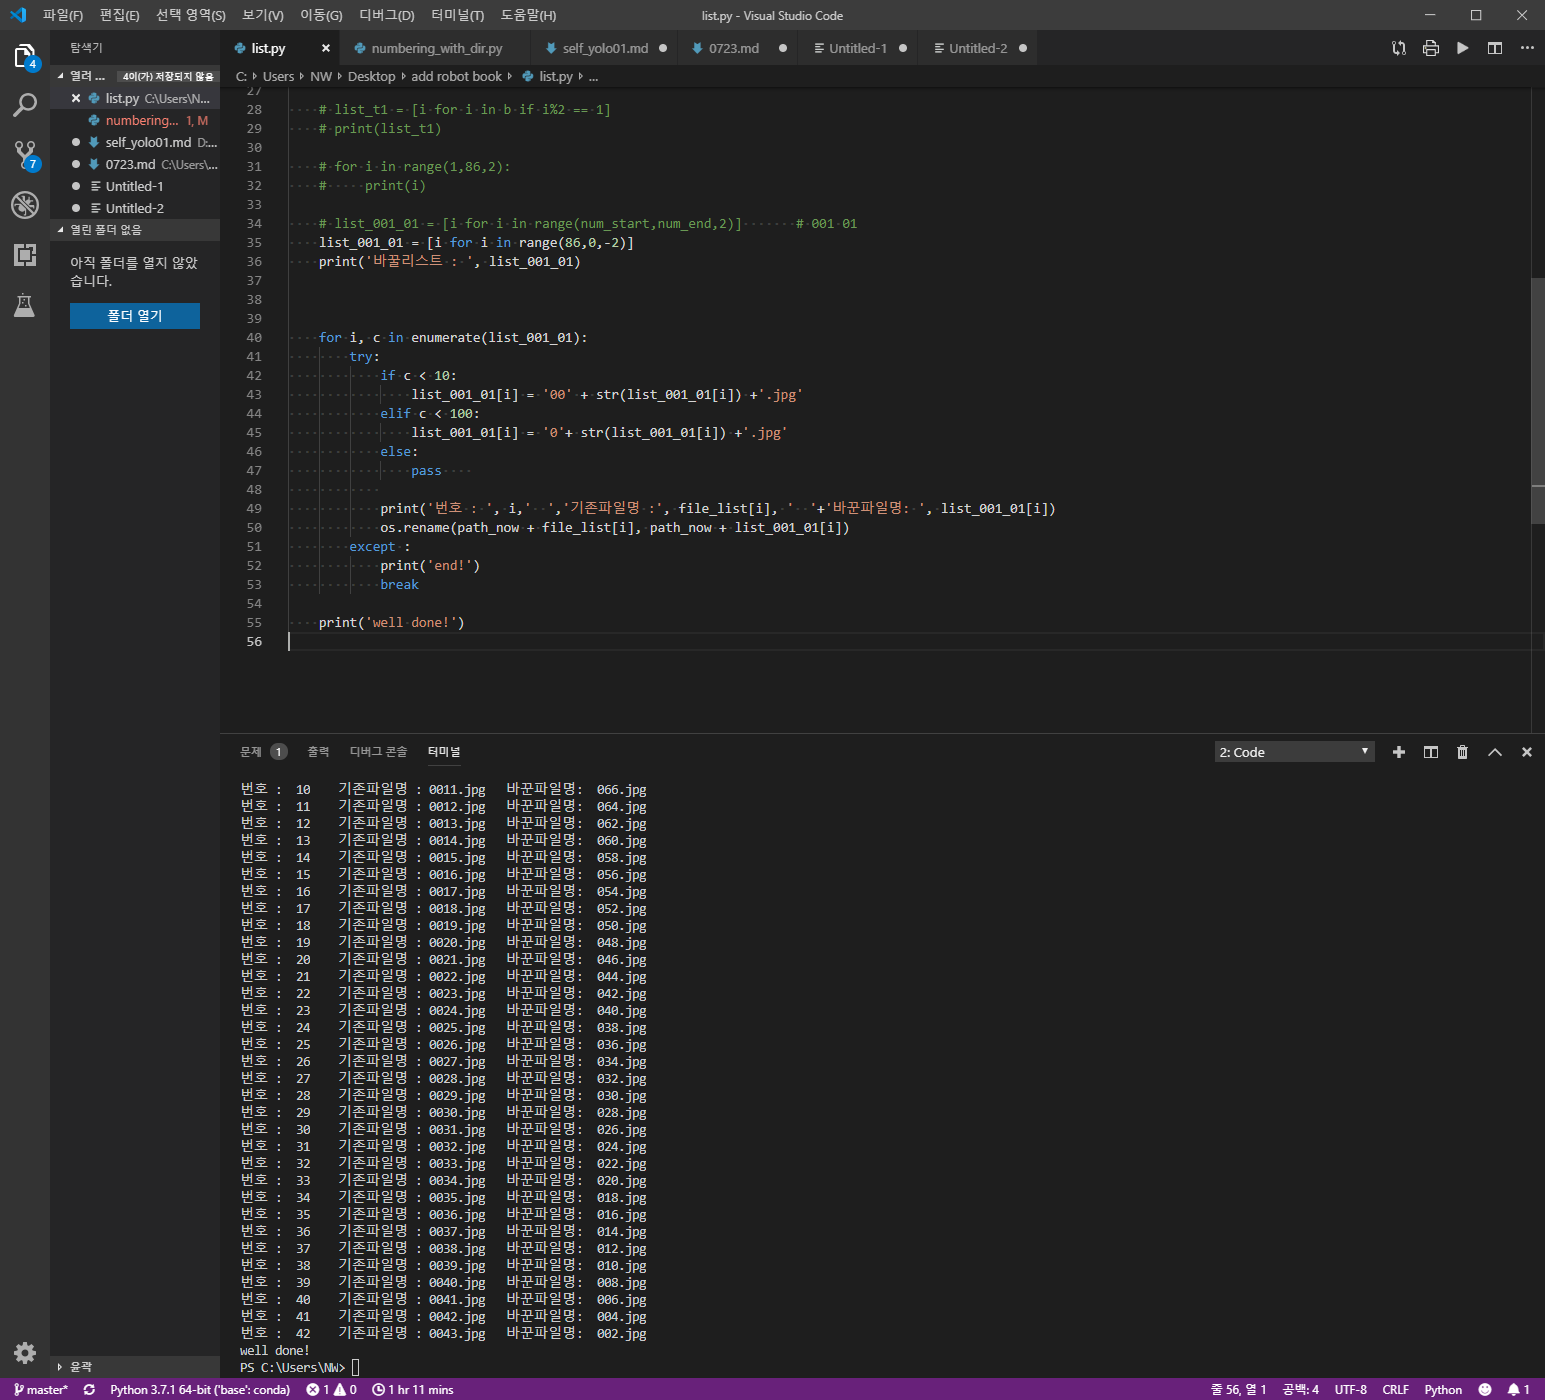 파일(F) 편집(E) 선택 영역(S) 보기(V) 이동(G) 디버그(D) 터미널(T) 도움말(H) list.py - Visual Studio Code
탐색기
열려 ... 4이(가) 저장되지 않음
list.py C:\Users\N...
numbering... 1, M
self_yolo01.md D:...
0723.md C:\Users\...
Untitled-1
Untitled-2
열린 폴더 없음
아직 폴더를 열지 않았
습니다.
폴더 열기
윤곽
4
7
list.py numbering_with_dir.py self_yolo01.md 0723.md Untitled-1 Untitled-2
C: Users NW Desktop add robot book list.py ...
27
28 # list_t1 = [i for i in b if i%2 == 1]
29 # print(list_t1)
30
31 # for i in range(1,86,2):
32 #     print(i)
33
34 # list_001_01 = [i for i in range(num_start,num_end,2)]       # 001 01
35 list_001_01 = [i for i in range(86,0,-2)]
36 print('바꿀리스트 : ', list_001_01)
37
38
39
40 for i, c in enumerate(list_001_01):
41 try:
42 if c < 10:
43 list_001_01[i] = '00' + str(list_001_01[i]) +'.jpg'
44 elif c < 100:
45 list_001_01[i] = '0'+ str(list_001_01[i]) +'.jpg'
46 else:
47 pass
48
49 print('번호 : ', i,'  ','기존파일명 :', file_list[i], '  '+'바꾼파일명: ', list_001_01[i])
50 os.rename(path_now + file_list[i], path_now + list_001_01[i])
51 except :
52 print('end!')
53 break
54
55 print('well done!')
56
문제 1 출력 디버그 콘솔 터미널 2: Code
번호 :  10    기존파일명 : 0011.jpg   바꾼파일명:  066.jpg
번호 :  11    기존파일명 : 0012.jpg   바꾼파일명:  064.jpg
번호 :  12    기존파일명 : 0013.jpg   바꾼파일명:  062.jpg
번호 :  13    기존파일명 : 0014.jpg   바꾼파일명:  060.jpg
번호 :  14    기존파일명 : 0015.jpg   바꾼파일명:  058.jpg
번호 :  15    기존파일명 : 0016.jpg   바꾼파일명:  056.jpg
번호 :  16    기존파일명 : 0017.jpg   바꾼파일명:  054.jpg
번호 :  17    기존파일명 : 0018.jpg   바꾼파일명:  052.jpg
번호 :  18    기존파일명 : 0019.jpg   바꾼파일명:  050.jpg
번호 :  19    기존파일명 : 0020.jpg   바꾼파일명:  048.jpg
번호 :  20    기존파일명 : 0021.jpg   바꾼파일명:  046.jpg
번호 :  21    기존파일명 : 0022.jpg   바꾼파일명:  044.jpg
번호 :  22    기존파일명 : 0023.jpg   바꾼파일명:  042.jpg
번호 :  23    기존파일명 : 0024.jpg   바꾼파일명:  040.jpg
번호 :  24    기존파일명 : 0025.jpg   바꾼파일명:  038.jpg
번호 :  25    기존파일명 : 0026.jpg   바꾼파일명:  036.jpg
번호 :  26    기존파일명 : 0027.jpg   바꾼파일명:  034.jpg
번호 :  27    기존파일명 : 0028.jpg   바꾼파일명:  032.jpg
번호 :  28    기존파일명 : 0029.jpg   바꾼파일명:  030.jpg
번호 :  29    기존파일명 : 0030.jpg   바꾼파일명:  028.jpg
번호 :  30    기존파일명 : 0031.jpg   바꾼파일명:  026.jpg
번호 :  31    기존파일명 : 0032.jpg   바꾼파일명:  024.jpg
번호 :  32    기존파일명 : 0033.jpg   바꾼파일명:  022.jpg
번호 :  33    기존파일명 : 0034.jpg   바꾼파일명:  020.jpg
번호 :  34    기존파일명 : 0035.jpg   바꾼파일명:  018.jpg
번호 :  35    기존파일명 : 0036.jpg   바꾼파일명:  016.jpg
번호 :  36    기존파일명 : 0037.jpg   바꾼파일명:  014.jpg
번호 :  37    기존파일명 : 0038.jpg   바꾼파일명:  012.jpg
번호 :  38    기존파일명 : 0039.jpg   바꾼파일명:  010.jpg
번호 :  39    기존파일명 : 0040.jpg   바꾼파일명:  008.jpg
번호 :  40    기존파일명 : 0041.jpg   바꾼파일명:  006.jpg
번호 :  41    기존파일명 : 0042.jpg   바꾼파일명:  004.jpg
번호 :  42    기존파일명 : 0043.jpg   바꾼파일명:  002.jpg
well done!
PS C:\Users\NW>
master* Python 3.7.1 64-bit ('base': conda) 1 0 1 hr 11 mins 줄 56, 열 1 공백: 4 UTF-8 CRLF Python 1